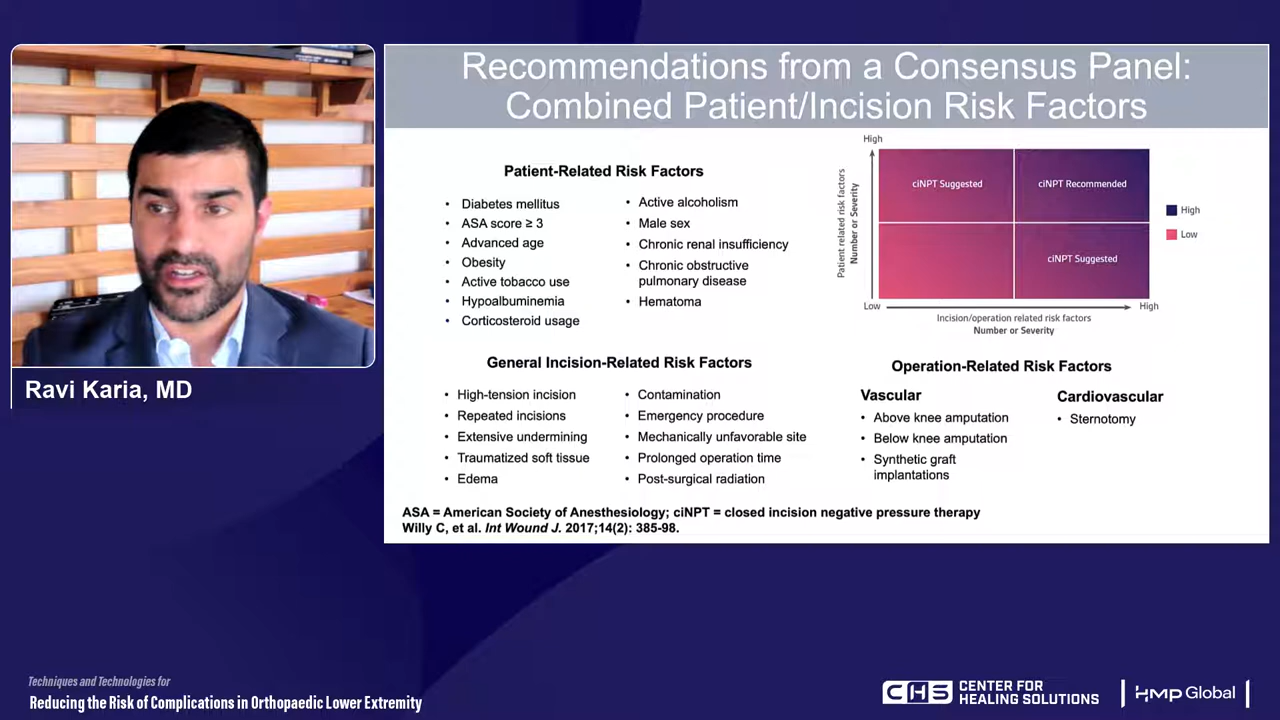 Recommendations from a Consensus Panel:
Combined Patient/Incision Risk Factors
Patient-Related Risk Factors
• Diabetes mellitus
• ASA score ≥ 3
• Advanced age
• Obesity
• Active tobacco use
• Hypoalbuminemia
• Corticosteroid usage
• Active alcoholism
• Male sex
• Chronic renal insufficiency
• Chronic obstructive
pulmonary disease
• Hematoma
High
Patient related risk factors
Number or Severity
ciNPT Suggested
ciNPT Recommended
ciNPT Suggested
Low
High
Incision/operation related risk factors
Number or Severity
High
Low
General Incision-Related Risk Factors
• High-tension incision
• Repeated incisions
• Extensive undermining
• Traumatized soft tissue
• Edema
• Contamination
• Emergency procedure
• Mechanically unfavorable site
• Prolonged operation time
• Post-surgical radiation
Operation-Related Risk Factors
Vascular
• Above knee amputation
• Below knee amputation
• Synthetic graft
implantations
Cardiovascular
• Sternotomy
ASA = American Society of Anesthesiology; ciNPT = closed incision negative pressure therapy
Willy C, et al. Int Wound J. 2017;14(2): 385-98.
Ravi Karia, MD
Techniques and Technologies for
Reducing the Risk of Complications in Orthopaedic Lower Extremity
CHS
CENTER FOR
HEALING SOLUTIONS
HMP Global